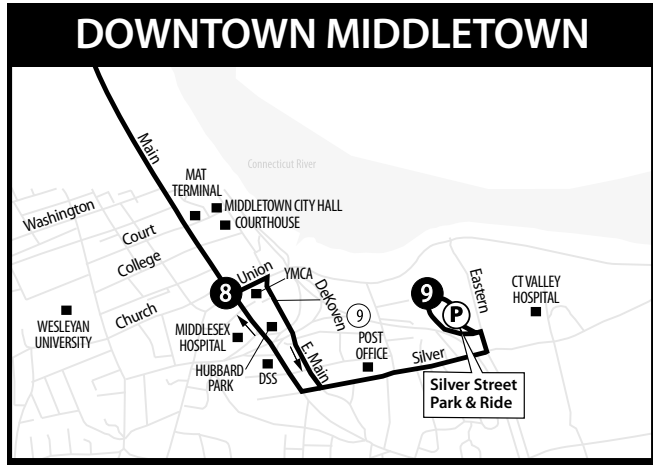 DOWNTOWN MIDDLETOWN
Main
Connecticut River
MAT
TERMINAL
MIDDLETOWN CITY HALL
COURTHOUSE
Washington
Court
College
Church
Union
YMCA
8
DeKoven
9
9
P
Eastern
CT VALLEY
HOSPITAL
WESLEYAN
UNIVERSITY
MIDDLESEX
HOSPITAL
HUBBARD
PARK
DSS
E. Main
POST
OFFICE
Silver
Silver Street
Park & Ride